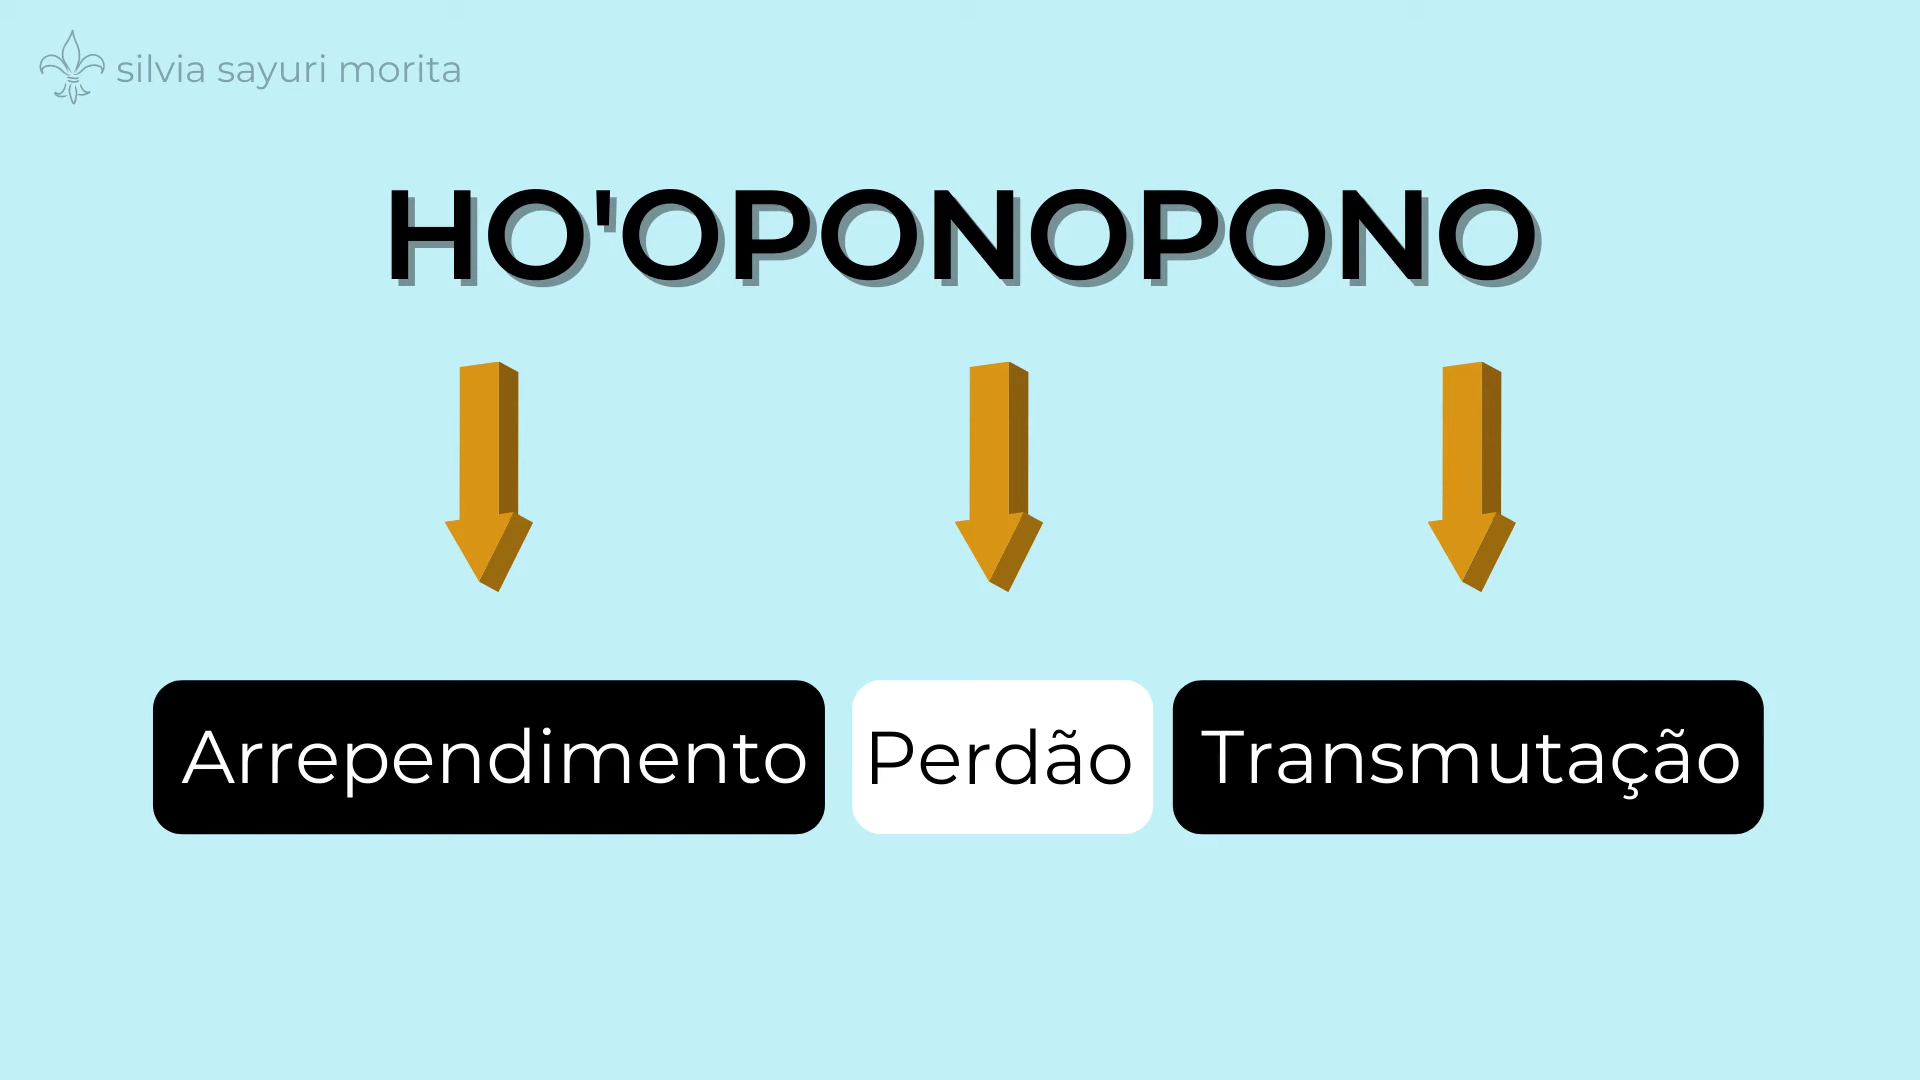 silvia sayuri morita
HO'OPONOPONO
Arrependimento
Perdão
Transmutação